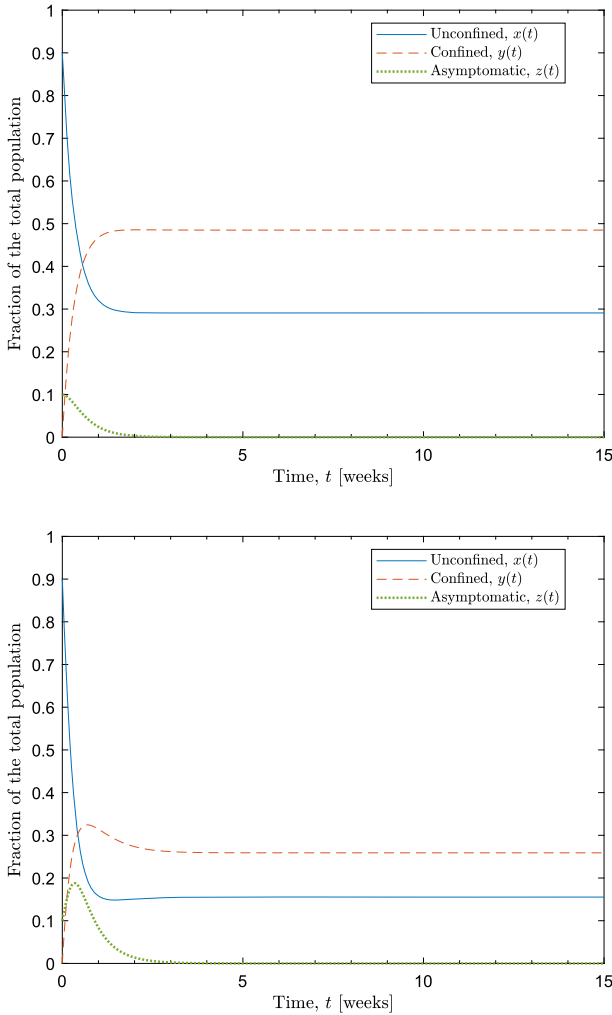 1
0.9
0.8
0.7
0.6
0.5
0.4
0.3
0.2
0.1
0
Fraction of the total population
Unconfined, x(t)
Confined, y(t)
Asymptomatic, z(t)
0 5 10 15
Time, t [weeks]
1
0.9
0.8
0.7
0.6
0.5
0.4
0.3
0.2
0.1
0
Fraction of the total population
Unconfined, x(t)
Confined, y(t)
Asymptomatic, z(t)
0 5 10 15
Time, t [weeks]